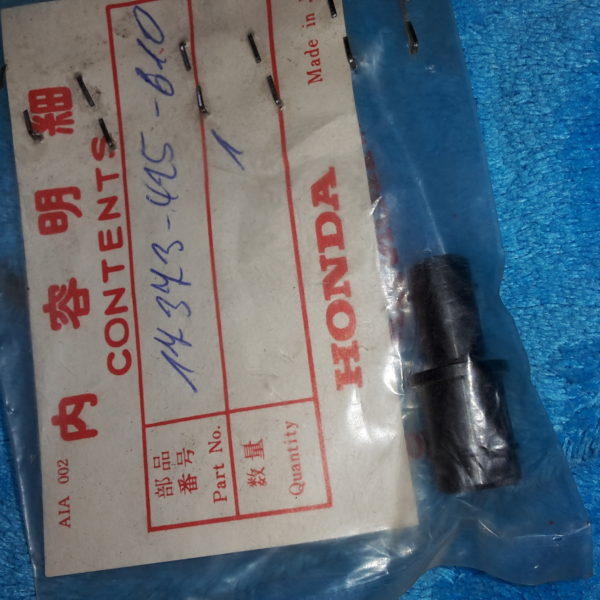 内容明細
CONTENTS
部品
番号
Part No.
14343-425-610
数量
Quantity
1
HONDA
Made in
AIA 002